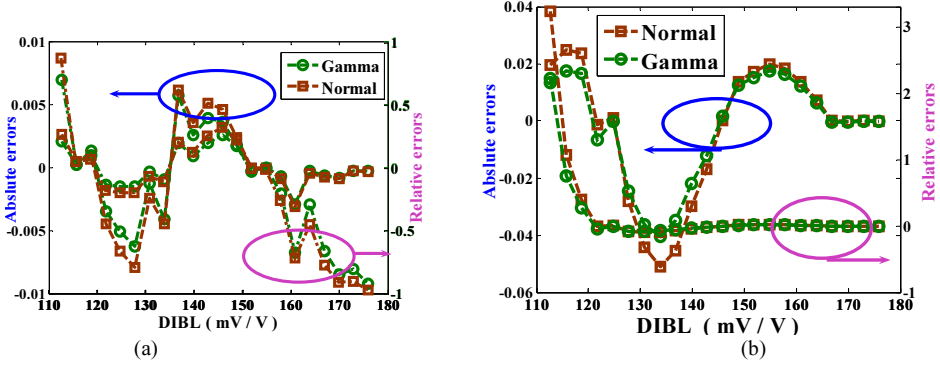 0.01
0.005
0
-0.005
-0.01
1
0.5
0
-0.5
-1
Gamma
Normal
Abslute errors
Relative errors
110 120 130 140 150 160 170 180
DIBL ( mV / V )
(a)
0.04
0.02
0
-0.02
-0.04
-0.06
3
2
1
0
-1
Normal
Gamma
Absolute errors
Relative errors
110 120 130 140 150 160 170 180
DIBL ( mV / V )
(b)